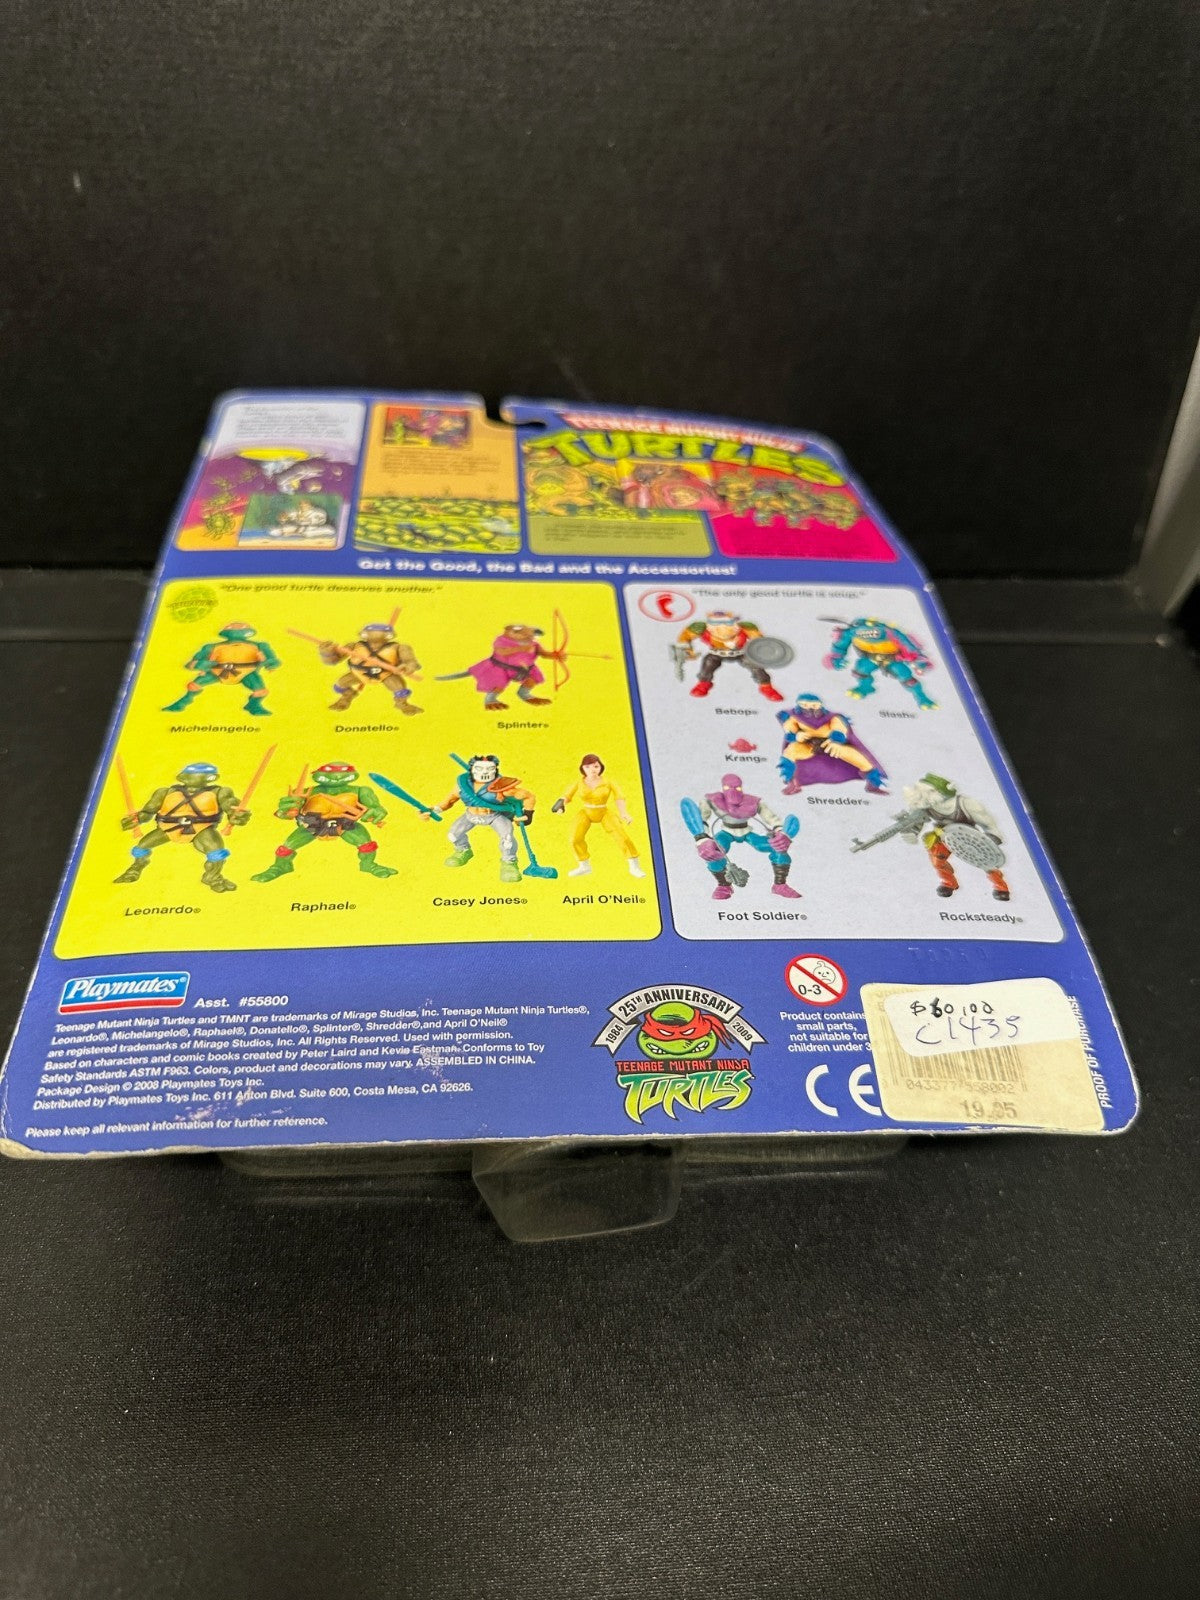 TEENAGE MUTANT NINJA
TURTLES
Get the Good, the Bad and the Accessories!
"One good turtle deserves another."
"The only good turtle is soup."
Michelangelo®
Donatello®
Splinter®
Bebop®
Slash®
Krang®
Shredder®
Leonardo®
Raphael®
Casey Jones®
April O'Neil®
Foot Soldier®
Rocksteady®
Playmates®
Asst. #55800
Teenage Mutant Ninja Turtles and TMNT are trademarks of Mirage Studios, Inc. Teenage Mutant Ninja Turtles®,
Leonardo®, Michelangelo®, Raphael®, Donatello®, Splinter®, Shredder®,and April O'Neil®
are registered trademarks of Mirage Studios, Inc. All Rights Reserved. Used with permission.
Based on characters and comic books created by Peter Laird and Kevin Eastman. Conforms to Toy
Safety Standards ASTM F963. Colors, product and decorations may vary. ASSEMBLED IN CHINA.
Package Design © 2008 Playmates Toys Inc.
Distributed by Playmates Toys Inc. 611 Anton Blvd. Suite 600, Costa Mesa, CA 92626.
Please keep all relevant information for further reference.
25TH ANNIVERSARY
1984
2009
TEENAGE MUTANT NINJA
TURTLES
0-3
Product contains
small parts,
not suitable for
children under 3
CE
$60.00
C1435
19.95
PROOF OF PURCHASE